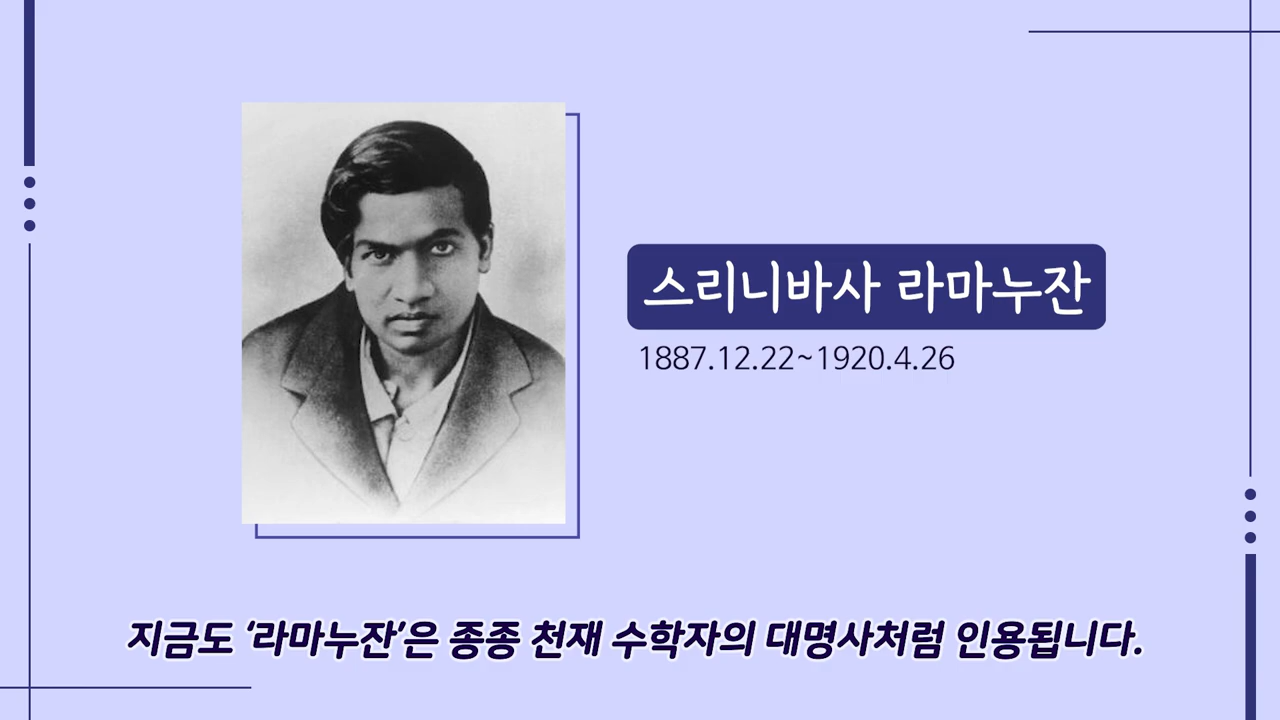 스리니바사 라마누잔
1887.12.22~1920.4.26
지금도 ‘라마누잔’은 종종 천재 수학자의 대명사처럼 인용됩니다.